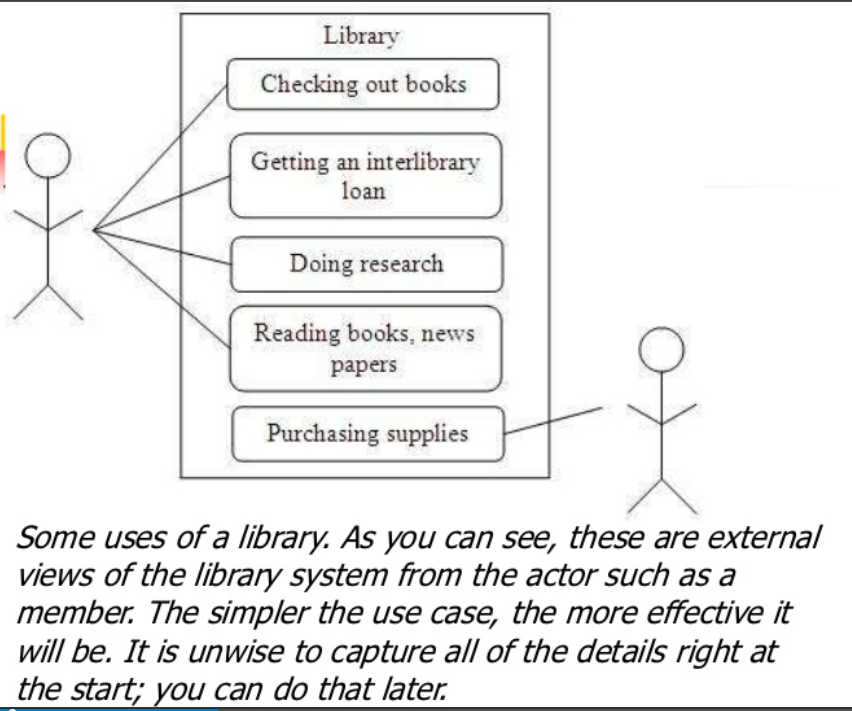 Library
Checking out books
Getting an interlibrary
loan
Doing research
Reading books, news
papers
Purchasing supplies
Some uses of a library. As you can see, these are external
views of the library system from the actor such as a
member. The simpler the use case, the more effective it
will be. It is unwise to capture all of the details right at
the start; you can do that later.